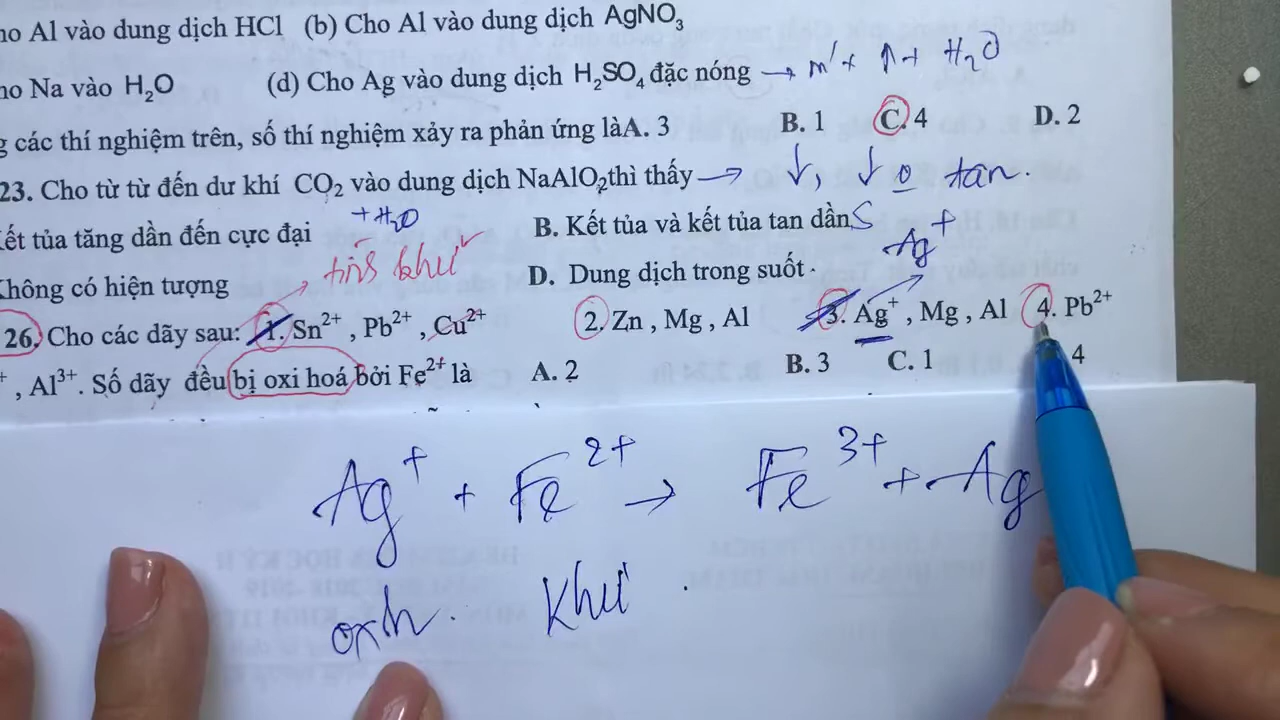 no Al vào dung dịch HCl (b) Cho Al vào dung dịch AgNO₃
no Na vào H₂O (d) Cho Ag vào dung dịch H₂SO₄ đặc nóng → m' + ↑ + H₂O
g các thí nghiệm trên, số thí nghiệm xảy ra phản ứng làA. 3 B. 1 C. 4 D. 2
23. Cho từ từ đến dư khí CO₂ vào dung dịch NaAlO₂thì thấy → ↓, ↓ o tan.
+ H₂O
ết tủa tăng dần đến cực đại B. Kết tủa và kết tủa tan dần
Ag⁺
tính khử
Không có hiện tượng D. Dung dịch trong suốt
26. Cho các dãy sau: 1. Sn²⁺ , Pb²⁺ , Cu²⁺ 2. Zn , Mg , Al 3. Ag⁺ , Mg , Al 4. Pb²⁺
⁺ , Al³⁺. Số dãy đều bị oxi hoá bởi Fe²⁺ là A. 2 B. 3 C. 1 4
Ag⁺ + Fe²⁺ → Fe³⁺ + Ag
oxh. Khử